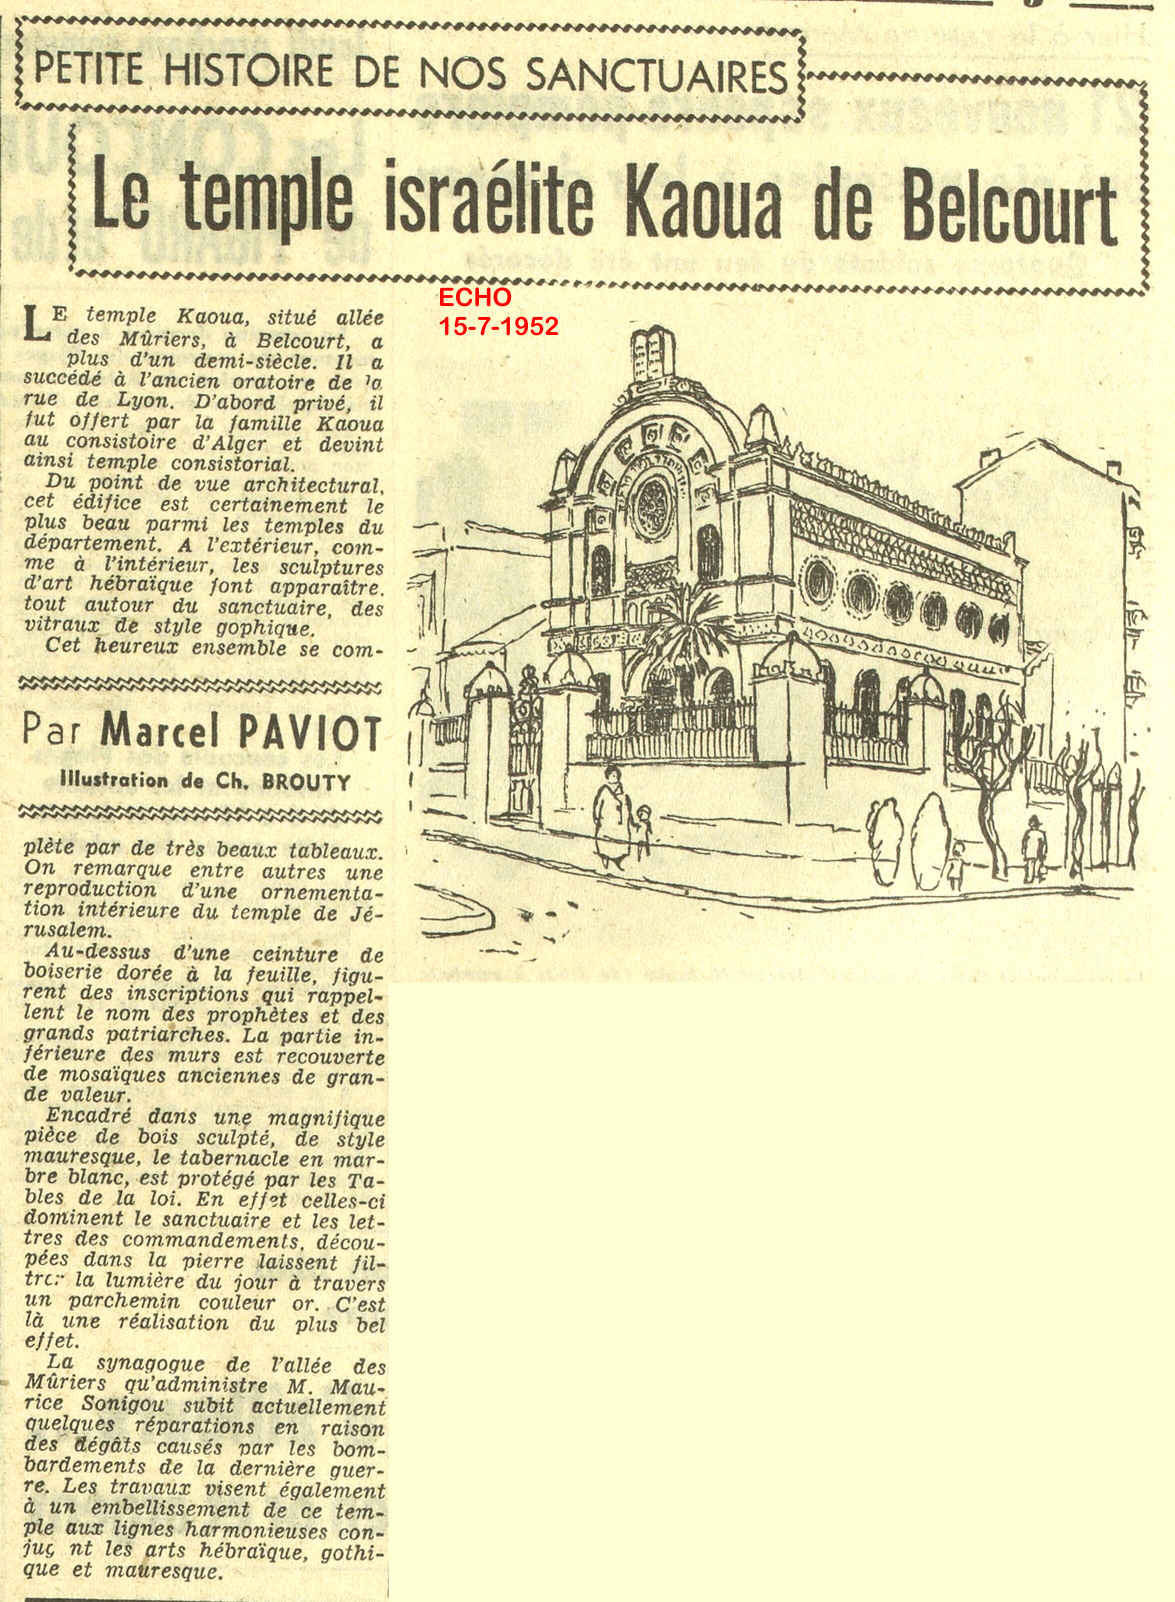 PETITE HISTOIRE DE NOS SANCTUAIRES
Le temple israélite Kaoua de Belcourt
ECHO
15-7-1952
LE temple Kaoua, situé allée
des Mûriers, à Belcourt, a
plus d'un demi-siècle. Il a
succédé à l'ancien oratoire de la
rue de Lyon. D'abord privé, il
fut offert par la famille Kaoua
au consistoire d'Alger et devint
ainsi temple consistorial.
Du point de vue architectural,
cet édifice est certainement le
plus beau parmi les temples du
département. A l'extérieur, com-
me à l'intérieur, les sculptures
d'art hébraïque font apparaître,
tout autour du sanctuaire, des
vitraux de style gophique.
Cet heureux ensemble se com-
Par Marcel PAVIOT
Illustration de Ch. BROUTY
plète par de très beaux tableaux.
On remarque entre autres une
reproduction d'une ornementa-
tion intérieure du temple de Jé-
rusalem.
Au-dessus d'une ceinture de
boiserie dorée à la feuille, figu-
rent des inscriptions qui rappel-
lent le nom des prophètes et des
grands patriarches. La partie in-
férieure des murs est recouverte
de mosaïques anciennes de gran-
de valeur.
Encadré dans une magnifique
pièce de bois sculpté, de style
mauresque, le tabernacle en mar-
bre blanc, est protégé par les Ta-
bles de la loi. En effet celles-ci
dominent le sanctuaire et les let-
tres des commandements, décou-
pées dans la pierre laissent fil-
trer la lumière du jour à travers
un parchemin couleur or. C'est
là une réalisation du plus bel
effet.
La synagogue de l'allée des
Mûriers qu'administre M. Mau-
rice Sonigou subit actuellement
quelques réparations en raison
des dégâts causés par les bom-
bardements de la dernière guer-
re. Les travaux visent également
à un embellissement de ce tem-
ple aux lignes harmonieuses con-
jug nt les arts hébraïque, gothi-
que et mauresque.